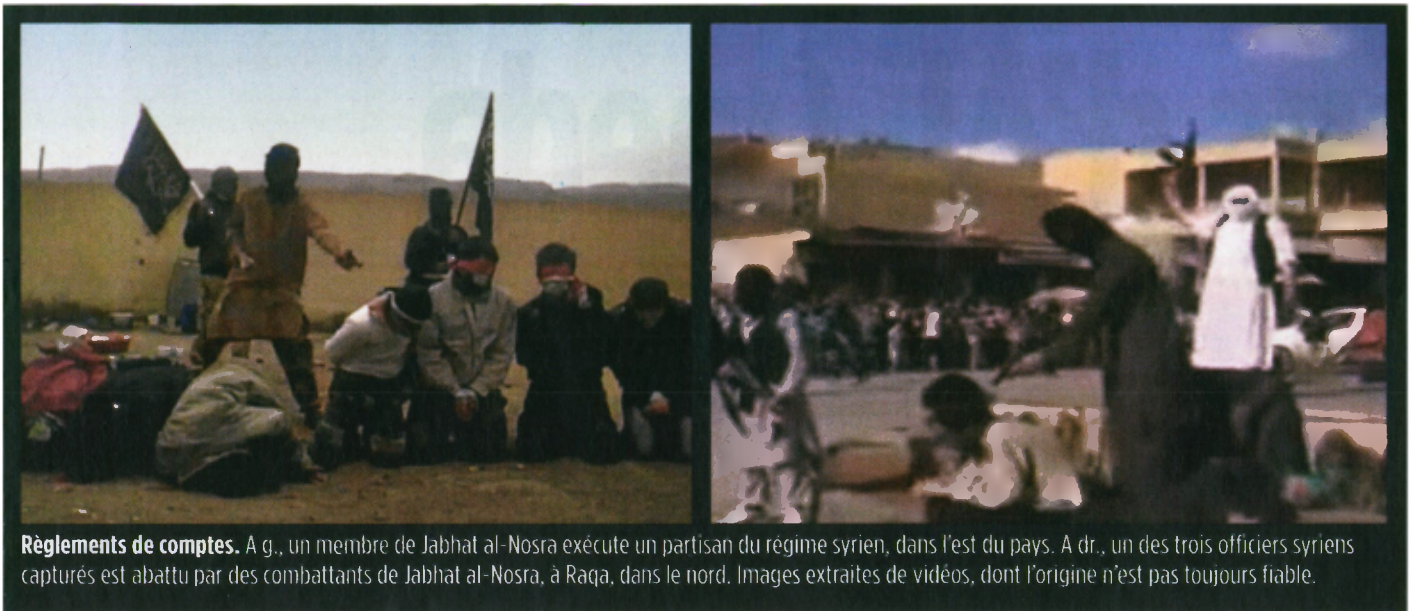 Règlements de comptes. A g., un membre de Jabhat al-Nosra exécute un partisan du régime syrien, dans l'est du pays. A dr., un des trois officiers syriens
capturés est abattu par des combattants de Jabhat al-Nosra, à Raqa, dans le nord. Images extraites de vidéos, dont l'origine n'est pas toujours fiable.